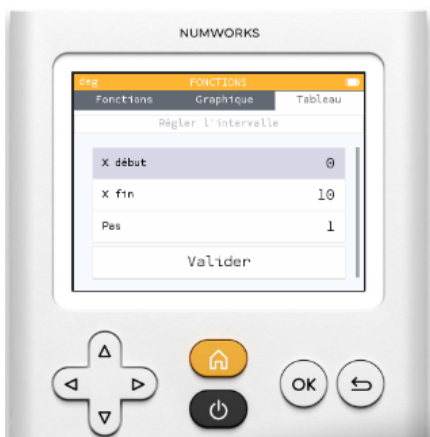 NUMWORKS
deg FONCTIONS
Fonctions Graphique Tableau
Régler l'intervalle
X début 0
X fin 10
Pas 1
Valider
OK